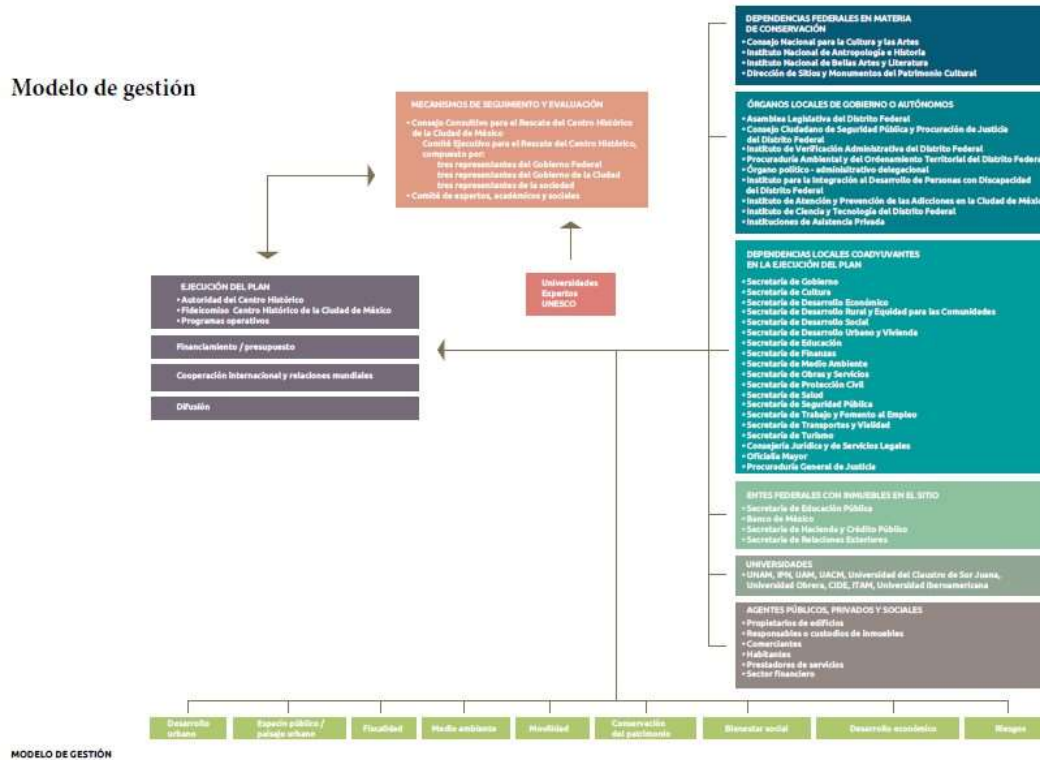 Modelo de gestión
MECANISMOS DE SEGUIMIENTO Y EVALUACIÓN
• Consejo Consultivo para el Rescate del Centro Histórico
de la Ciudad de México
Comité Ejecutivo para el Rescate del Centro Histórico,
compuesto por:
tres representantes del Gobierno Federal
tres representantes del Gobierno de la Ciudad
tres representantes de la sociedad
• Comité de expertos, académicos y sociales
Universidades
Expertos
UNESCO
EJECUCIÓN DEL PLAN
• Autoridad del Centro Histórico
• Fideicomiso Centro Histórico de la Ciudad de México
• Programas operativos
Financiamiento / presupuesto
Cooperación internacional y relaciones mundiales
Difusión
DEPENDENCIAS FEDERALES EN MATERIA
DE CONSERVACIÓN
• Consejo Nacional para la Cultura y las Artes
• Instituto Nacional de Antropología e Historia
• Instituto Nacional de Bellas Artes y Literatura
• Dirección de Sitios y Monumentos del Patrimonio Cultural
ÓRGANOS LOCALES DE GOBIERNO O AUTÓNOMOS
• Asamblea Legislativa del Distrito Federal
• Consejo Ciudadano de Seguridad Pública y Procuración de Justicia
del Distrito Federal
• Instituto de Verificación Administrativa del Distrito Federal
• Procuraduría Ambiental y del Ordenamiento Territorial del Distrito Federa
• Órgano político - administrativo delegacional
• Instituto para la Integración al Desarrollo de Personas con Discapacidad
del Distrito Federal
• Instituto de Atención y Prevención de las Adicciones en la Ciudad de Méxic
• Instituto de Ciencia y Tecnología del Distrito Federal
• Instituciones de Asistencia Privada
DEPENDENCIAS LOCALES COADYUVANTES
EN LA EJECUCIÓN DEL PLAN
• Secretaría de Gobierno
• Secretaría de Cultura
• Secretaría de Desarrollo Económico
• Secretaría de Desarrollo Rural y Equidad para las Comunidades
• Secretaría de Desarrollo Social
• Secretaría de Desarrollo Urbano y Vivienda
• Secretaría de Educación
• Secretaría de Finanzas
• Secretaría de Medio Ambiente
• Secretaría de Obras y Servicios
• Secretaría de Protección Civil
• Secretaría de Salud
• Secretaría de Seguridad Pública
• Secretaría de Trabajo y Fomento al Empleo
• Secretaría de Transportes y Vialidad
• Secretaría de Turismo
• Consejería Jurídica y de Servicios Legales
• Oficialía Mayor
• Procuraduría General de Justicia
ENTES FEDERALES CON INMUEBLES EN EL SITIO
• Secretaría de Educación Pública
• Banco de México
• Secretaría de Hacienda y Crédito Público
• Secretaría de Relaciones Exteriores
UNIVERSIDADES
• UNAM, IPN, UAM, UACM, Universidad del Claustro de Sor Juana,
Universidad Obrera, CIDE, ITAM, Universidad Iberoamericana
AGENTES PÚBLICOS, PRIVADOS Y SOCIALES
• Propietarios de edificios
• Responsables o custodios de inmuebles
• Comerciantes
• Habitantes
• Prestadores de servicios
• Sector financiero
Desarrollo
urbano
Espacio público /
paisaje urbano
Fiscalidad
Medio ambiente
Movilidad
Conservación
del patrimonio
Bienestar social
Desarrollo económico
Riesgos
MODELO DE GESTIÓN